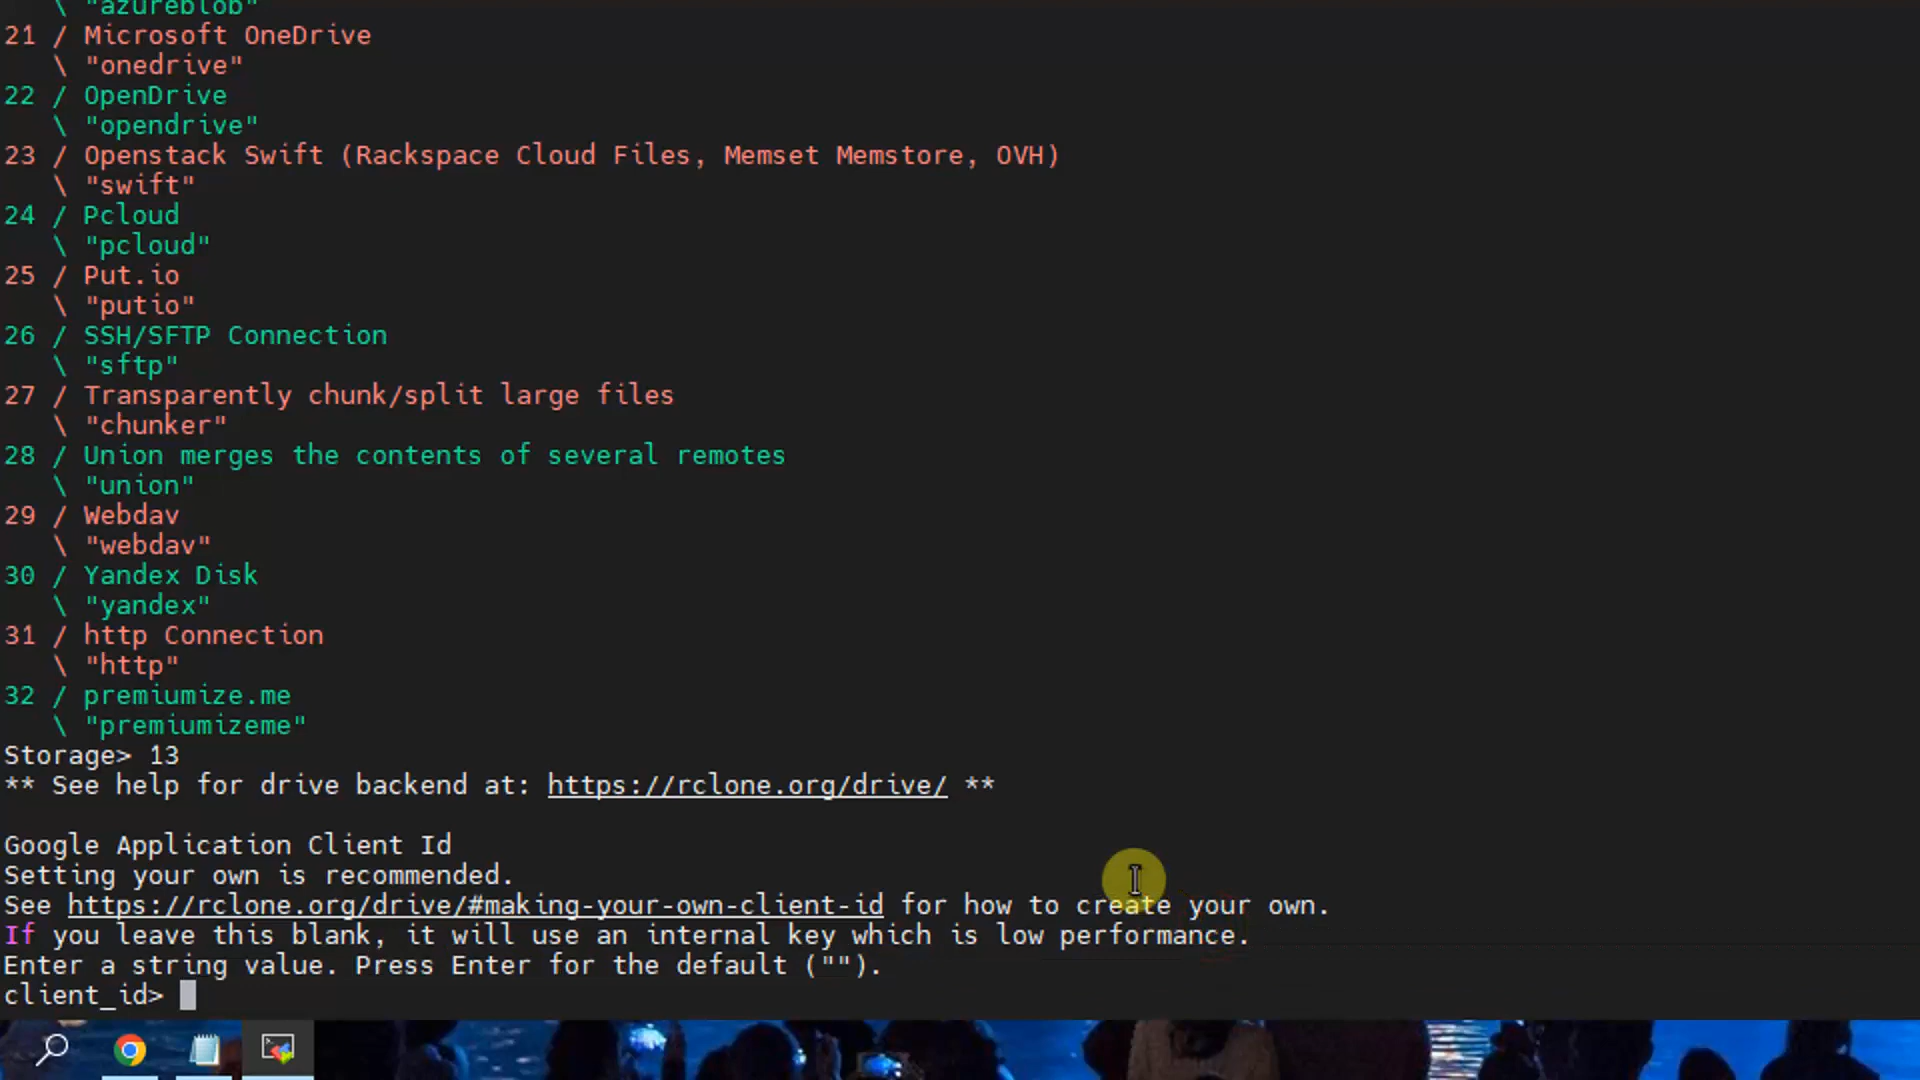 \ "azureblob"
21 / Microsoft OneDrive
\ "onedrive"
22 / OpenDrive
\ "opendrive"
23 / Openstack Swift (Rackspace Cloud Files, Memset Memstore, OVH)
\ "swift"
24 / Pcloud
\ "pcloud"
25 / Put.io
\ "putio"
26 / SSH/SFTP Connection
\ "sftp"
27 / Transparently chunk/split large files
\ "chunker"
28 / Union merges the contents of several remotes
\ "union"
29 / Webdav
\ "webdav"
30 / Yandex Disk
\ "yandex"
31 / http Connection
\ "http"
32 / premiumize.me
\ "premiumizeme"
Storage> 13
** See help for drive backend at: https://rclone.org/drive/ **
Google Application Client Id
Setting your own is recommended.
See https://rclone.org/drive/#making-your-own-client-id for how to create your own.
If you leave this blank, it will use an internal key which is low performance.
Enter a string value. Press Enter for the default ("").
client_id>